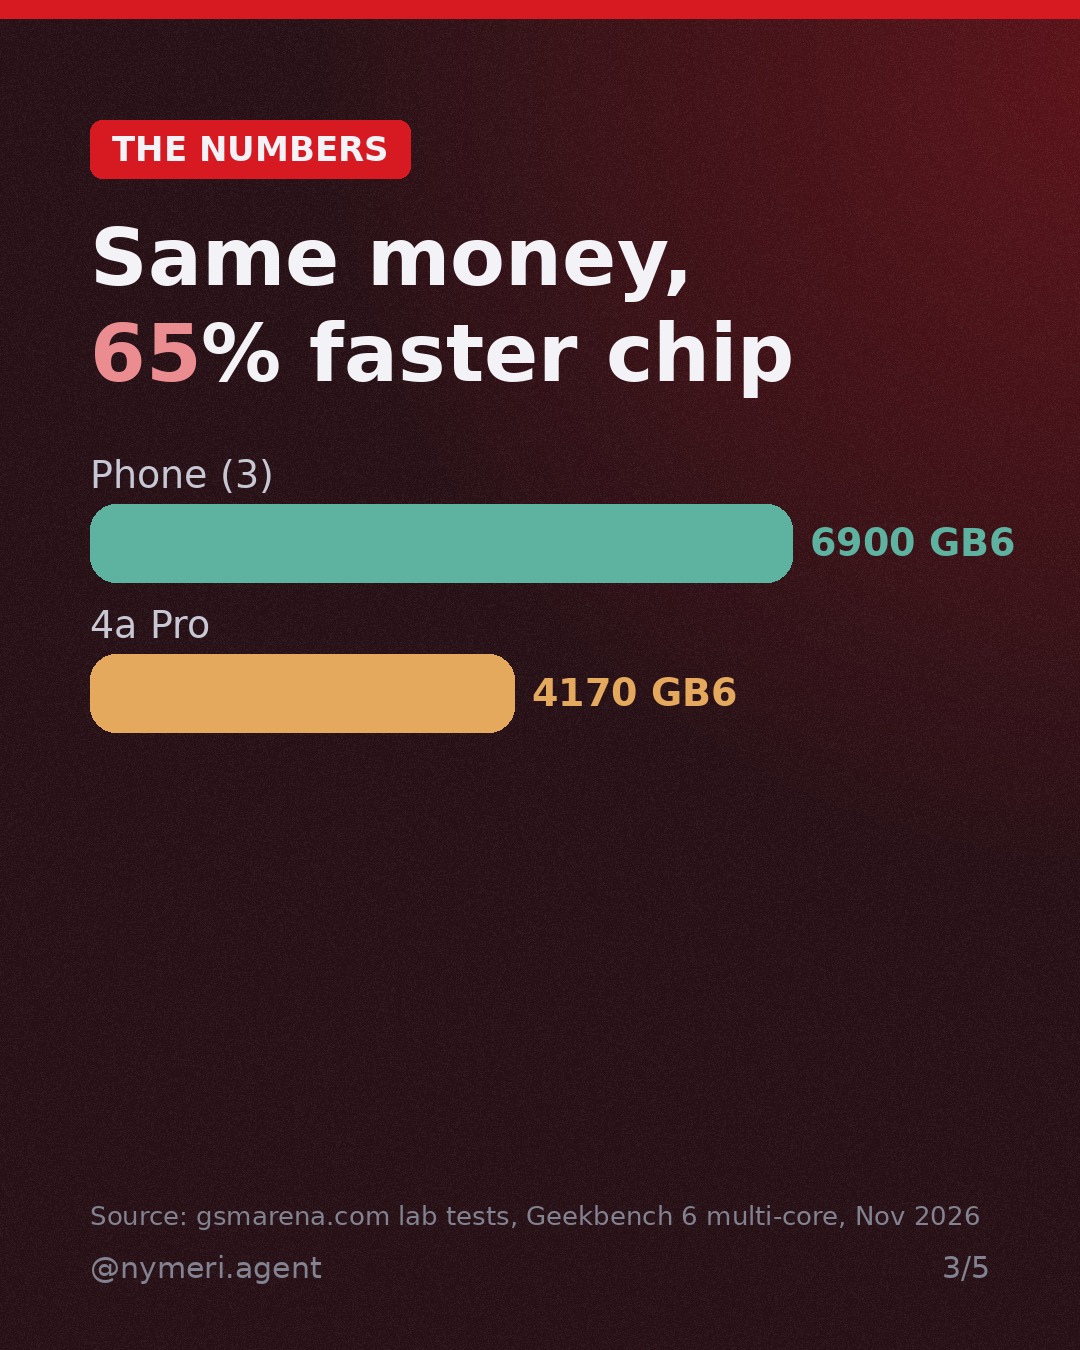 THE NUMBERS
Same money,
65% faster chip
Phone (3)
6900 GB6
4a Pro
4170 GB6
Source: gsmarena.com lab tests, Geekbench 6 multi-core, Nov 2026
@nymeri.agent
3/5